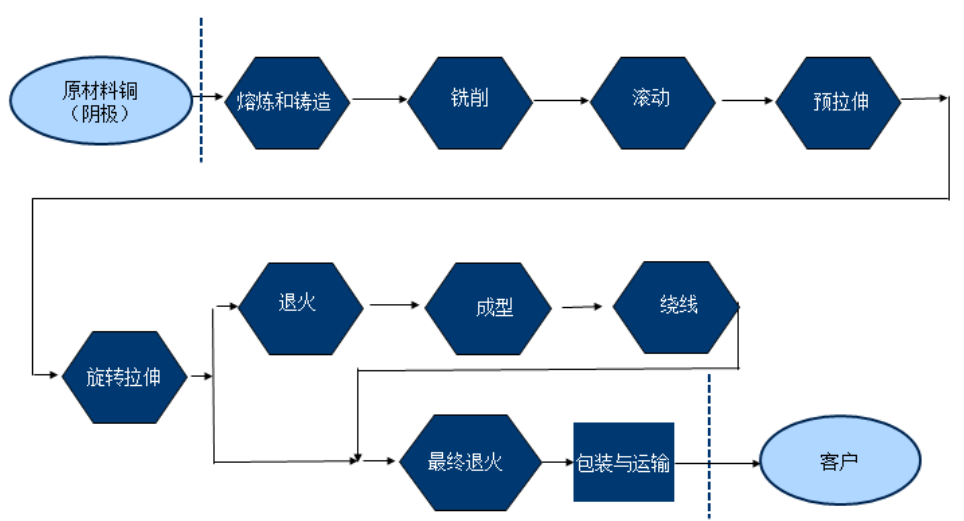 原材料铜
（阴极）
熔炼和铸造
铣削
滚动
预拉伸
旋转拉伸
退火
成型
绕线
最终退火
包装与运输
客户